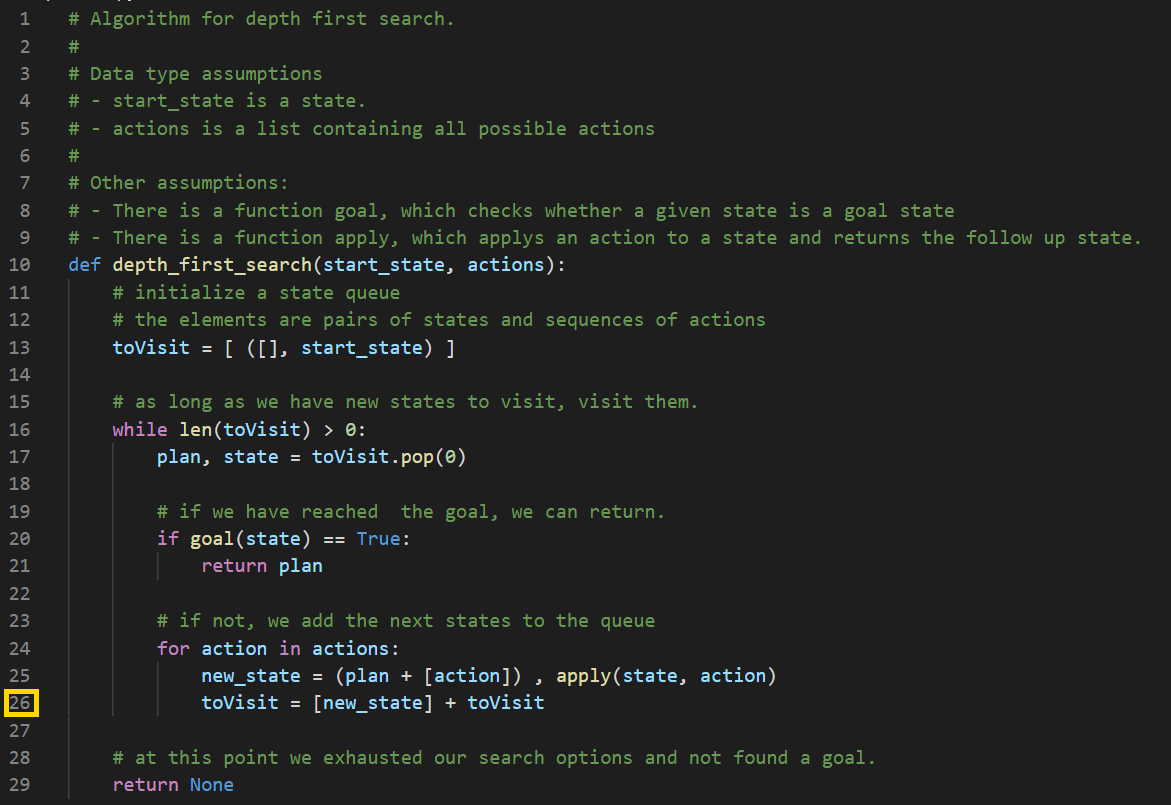 1 # Algorithm for depth first search.
2 #
3 # Data type assumptions
4 # - start_state is a state.
5 # - actions is a list containing all possible actions
6 #
7 # Other assumptions:
8 # - There is a function goal, which checks whether a given state is a goal state
9 # - There is a function apply, which applys an action to a state and returns the follow up state.
10 def depth_first_search(start_state, actions):
11     # initialize a state queue
12     # the elements are pairs of states and sequences of actions
13     toVisit = [ ([], start_state) ]
14
15     # as long as we have new states to visit, visit them.
16     while len(toVisit) > 0:
17         plan, state = toVisit.pop(0)
18
19         # if we have reached  the goal, we can return.
20         if goal(state) == True:
21             return plan
22
23         # if not, we add the next states to the queue
24         for action in actions:
25             new_state = (plan + [action]) , apply(state, action)
26             toVisit = [new_state] + toVisit
27
28     # at this point we exhausted our search options and not found a goal.
29     return None